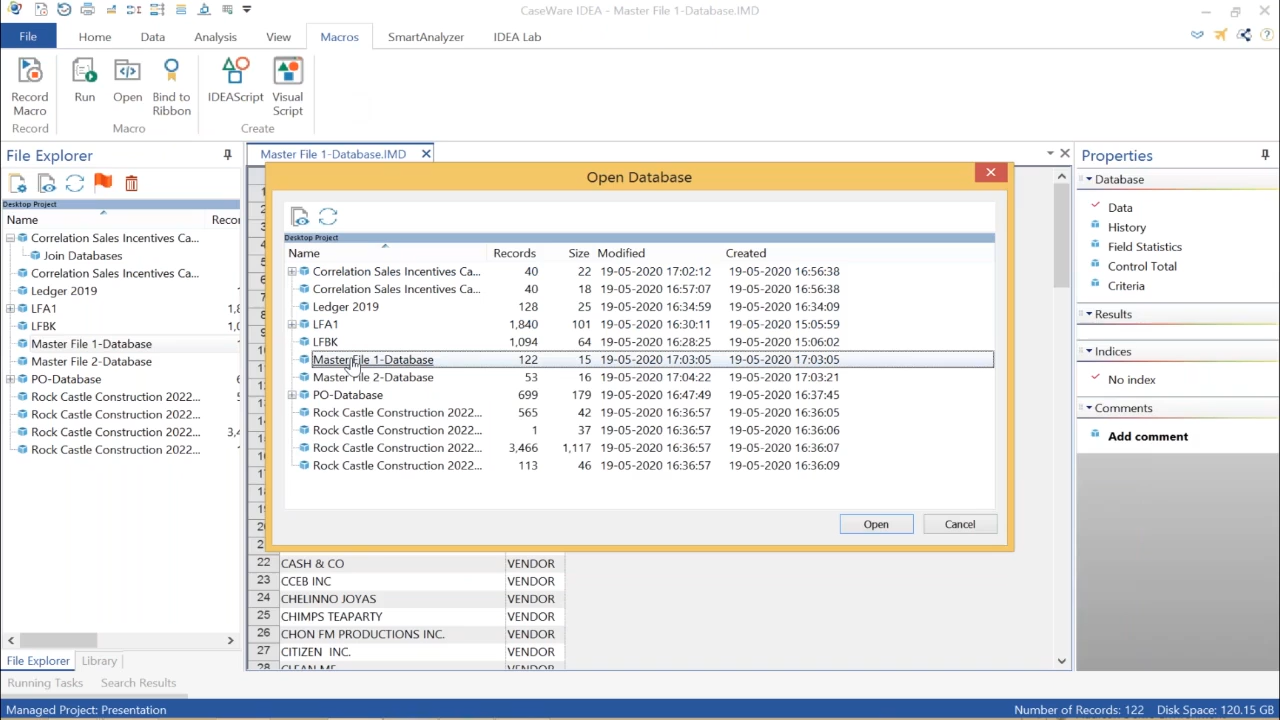 CaseWare IDEA - Master File 1-Database.IMD
File Home Data Analysis View Macros SmartAnalyzer IDEA Lab
Record Macro
Run
Open
Bind to Ribbon
IDEAScript
Visual Script
Record
Macro
Create
File Explorer
Desktop Project
Name Recor
Correlation Sales Incentives Ca...
Join Databases
Correlation Sales Incentives Ca...
Ledger 2019
LFA1 1,8
LFBK 1,0
Master File 1-Database
Master File 2-Database
PO-Database
Rock Castle Construction 2022...
Rock Castle Construction 2022...
Rock Castle Construction 2022... 3,4
Rock Castle Construction 2022...
File Explorer Library
Running Tasks Search Results
Master File 1-Database.IMD
Open Database
Desktop Project
Name Records Size Modified Created
Correlation Sales Incentives Ca... 40 22 19-05-2020 17:02:12 19-05-2020 16:56:38
Correlation Sales Incentives Ca... 40 18 19-05-2020 16:57:07 19-05-2020 16:56:38
Ledger 2019 128 25 19-05-2020 16:34:59 19-05-2020 16:34:09
LFA1 1,840 101 19-05-2020 16:30:11 19-05-2020 15:05:59
LFBK 1,094 64 19-05-2020 16:28:25 19-05-2020 15:06:02
Master File 1-Database 122 15 19-05-2020 17:03:05 19-05-2020 17:03:05
Master File 2-Database 53 16 19-05-2020 17:04:22 19-05-2020 17:03:21
PO-Database 699 179 19-05-2020 16:47:49 19-05-2020 16:37:45
Rock Castle Construction 2022... 565 42 19-05-2020 16:36:57 19-05-2020 16:36:05
Rock Castle Construction 2022... 1 37 19-05-2020 16:36:57 19-05-2020 16:36:06
Rock Castle Construction 2022... 3,466 1,117 19-05-2020 16:36:57 19-05-2020 16:36:07
Rock Castle Construction 2022... 113 46 19-05-2020 16:36:57 19-05-2020 16:36:09
Open Cancel
22 CASH & CO VENDOR
23 CCEB INC VENDOR
24 CHELINNO JOYAS VENDOR
25 CHIMPS TEAPARTY VENDOR
26 CHON FM PRODUCTIONS INC. VENDOR
27 CITIZEN INC. VENDOR
28 CLEAN ME VENDOR
Properties
Database
Data
History
Field Statistics
Control Total
Criteria
Results
Indices
No index
Comments
Add comment
Managed Project: Presentation
Number of Records: 122 Disk Space: 120.15 GB